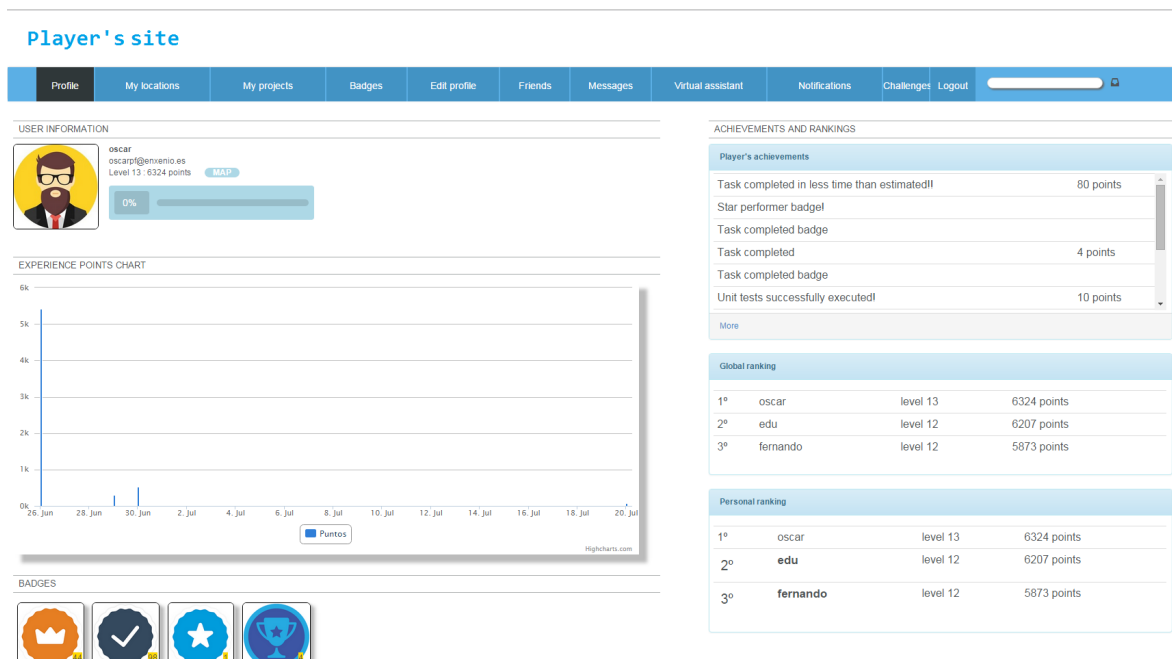 Player's site
Profile My locations My projects Badges Edit profile Friends Messages Virtual assistant Notifications Challenges Logout
USER INFORMATION
oscar
oscarpf@enxenio.es
Level 13 : 6324 points MAP
0%
EXPERIENCE POINTS CHART
6k
5k
4k
3k
2k
1k
0k
26. Jun 28. Jun 30. Jun 2. Jul 4. Jul 6. Jul 8. Jul 10. Jul 12. Jul 14. Jul 16. Jul 18. Jul 20. Jul
Puntos
Highcharts.com
BADGES
44 98 1 4
ACHIEVEMENTS AND RANKINGS
Player's achievements
Task completed in less time than estimated!! 80 points
Star performer badge!
Task completed badge
Task completed 4 points
Task completed badge
Unit tests successfully executed! 10 points
More
Global ranking
1º oscar level 13 6324 points
2º edu level 12 6207 points
3º fernando level 12 5873 points
Personal ranking
1º oscar level 13 6324 points
2º edu level 12 6207 points
3º fernando level 12 5873 points